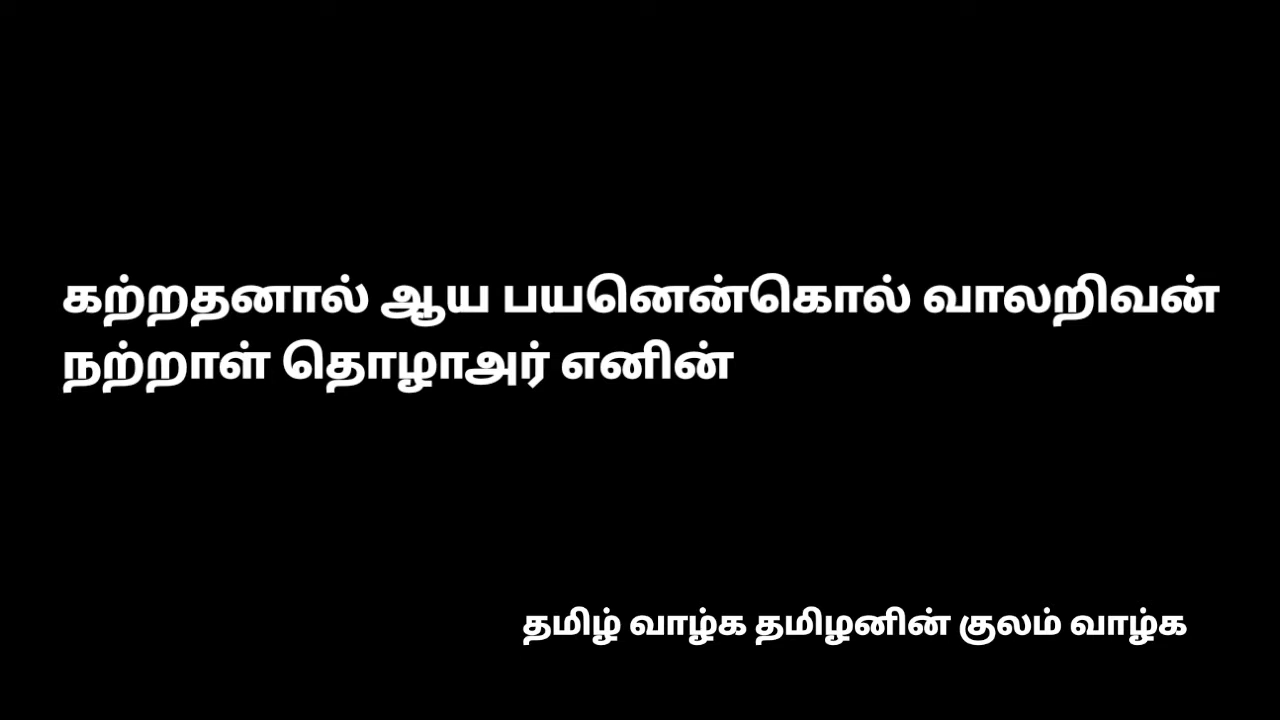 கற்றதனால் ஆய பயனென்கொல் வாலறிவன்
நற்றாள் தொழாஅர் எனின்
தமிழ் வாழ்க தமிழனின் குலம் வாழ்க